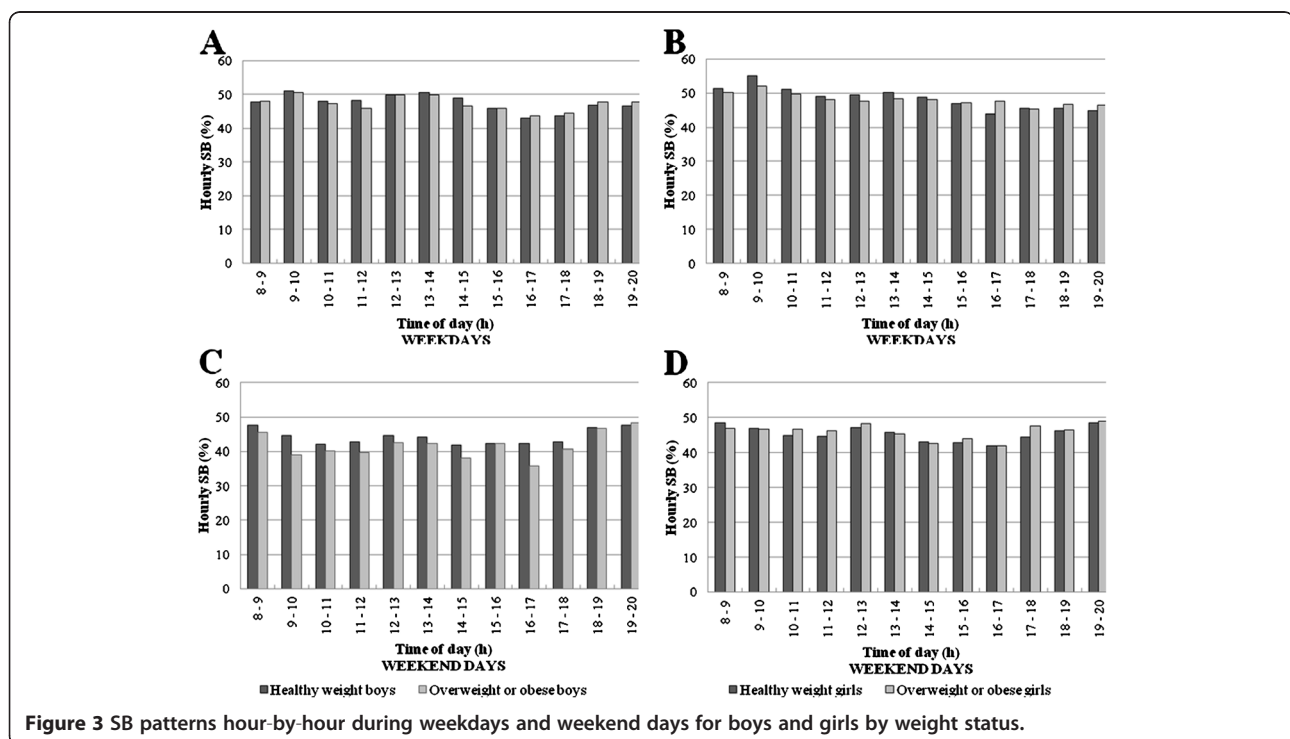 A
B
60
50
40
30
20
10
0
Hourly SB (%)
8 - 9
9 - 10
10 - 11
11 - 12
12 - 13
13 - 14
14 - 15
15 - 16
16 - 17
17 - 18
18 - 19
19 - 20
Time of day (h)
WEEKDAYS
60
50
40
30
20
10
0
Hourly SB (%)
8 - 9
9 - 10
10 - 11
11 - 12
12 - 13
13 - 14
14 - 15
15 - 16
16 - 17
17 - 18
18 - 19
19 - 20
Time of day (h)
WEEKDAYS
C
D
60
50
40
30
20
10
0
Hourly SB (%)
8 - 9
9 - 10
10 - 11
11 - 12
12 - 13
13 - 14
14 - 15
15 - 16
16 - 17
17 - 18
18 - 19
19 - 20
Time of day (h)
WEEKEND DAYS
Healthy weight boys Overweight or obese boys
60
50
40
30
20
10
0
Hourly SB (%)
8 - 9
9 - 10
10 - 11
11 - 12
12 - 13
13 - 14
14 - 15
15 - 16
16 - 17
17 - 18
18 - 19
19 - 20
Time of day (h)
WEEKEND DAYS
Healthy weight girls Overweight or obese girls
Figure 3 SB patterns hour-by-hour during weekdays and weekend days for boys and girls by weight status.